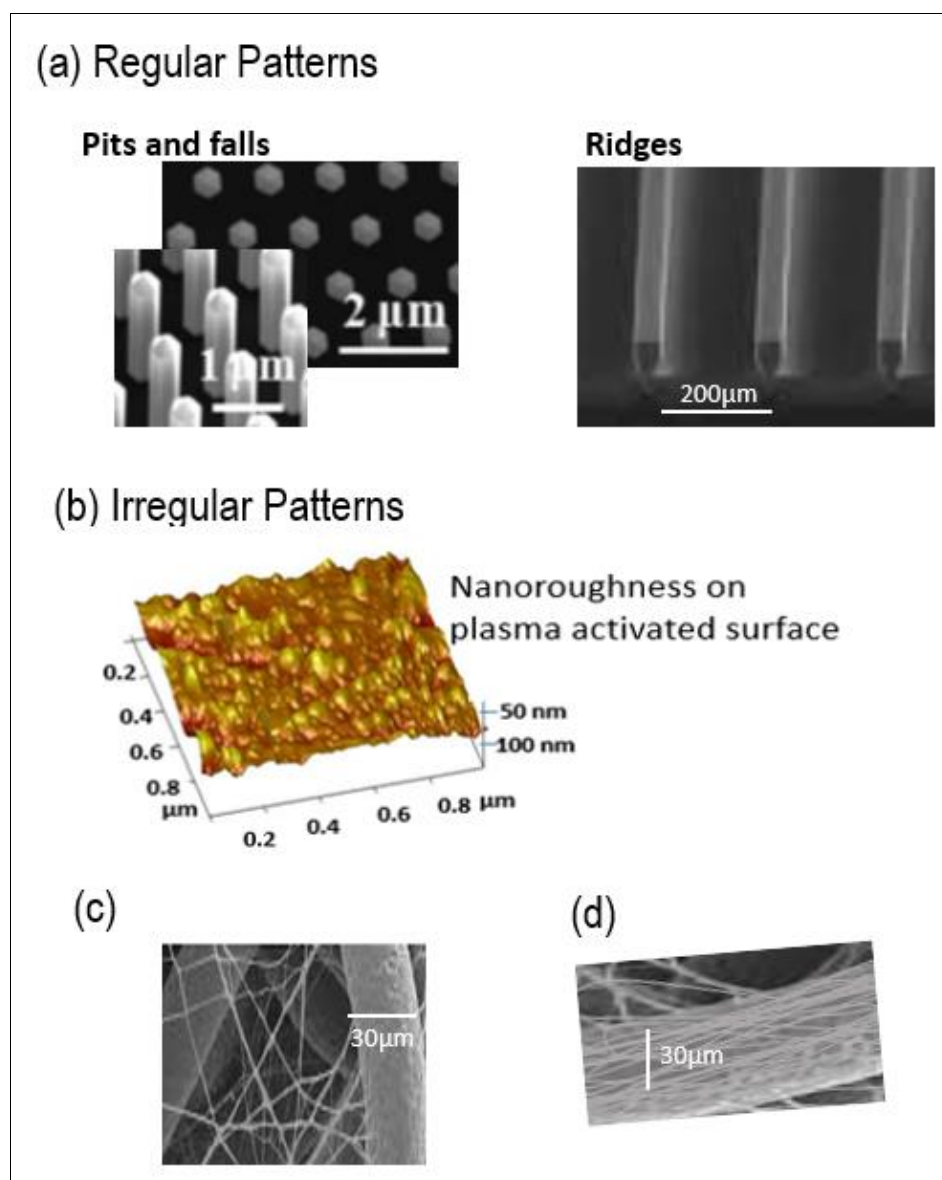 (a) Regular Patterns
Pits and falls
Ridges
2 μm
1 μm
200μm
(b) Irregular Patterns
Nanoroughness on
plasma activated surface
0.2
0.4
0.6
0.8
μm
50 nm
100 nm
0.2
0.4
0.6
0.8 μm
(c)
(d)
30μm
30μm